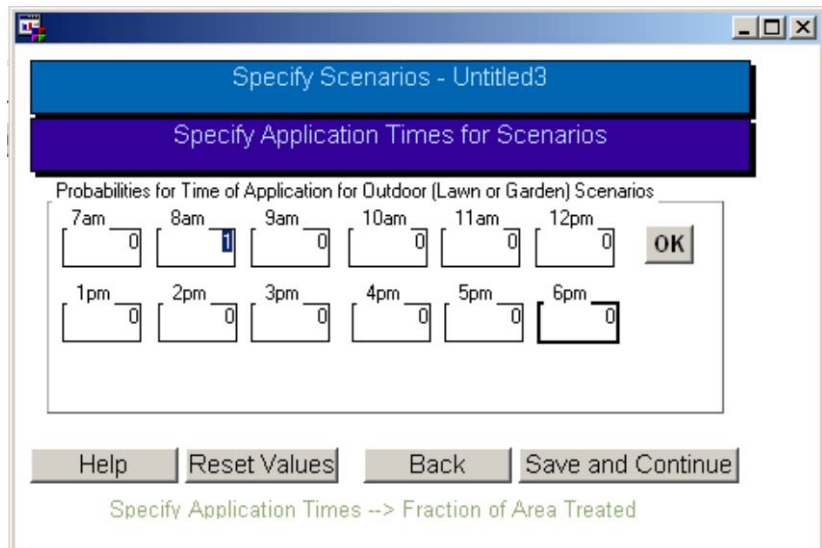 Specify Scenarios - Untitled3
Specify Application Times for Scenarios
Probabilities for Time of Application for Outdoor (Lawn or Garden) Scenarios
7am 8am 9am 10am 11am 12pm
0 1 0 0 0 0 OK
1pm 2pm 3pm 4pm 5pm 6pm
0 0 0 0 0 0
Help Reset Values Back Save and Continue
Specify Application Times --> Fraction of Area Treated